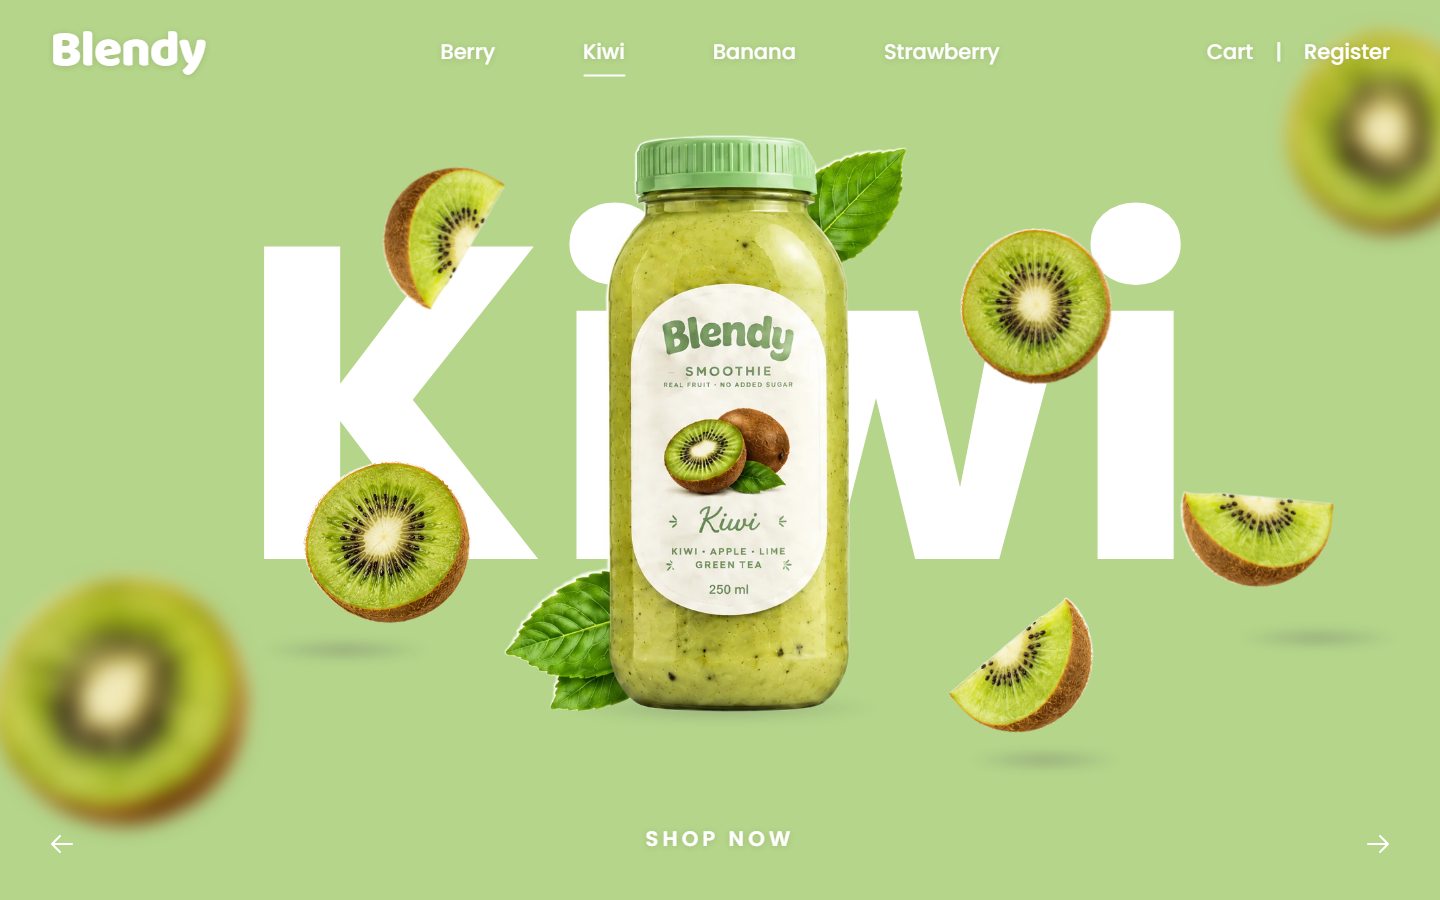 Blendy
Berry Kiwi Banana Strawberry
Cart | Register
Kiwi
Blendy
SMOOTHIE
REAL FRUIT • NO ADDED SUGAR
Kiwi
KIWI • APPLE • LIME
GREEN TEA
250 ml
SHOP NOW